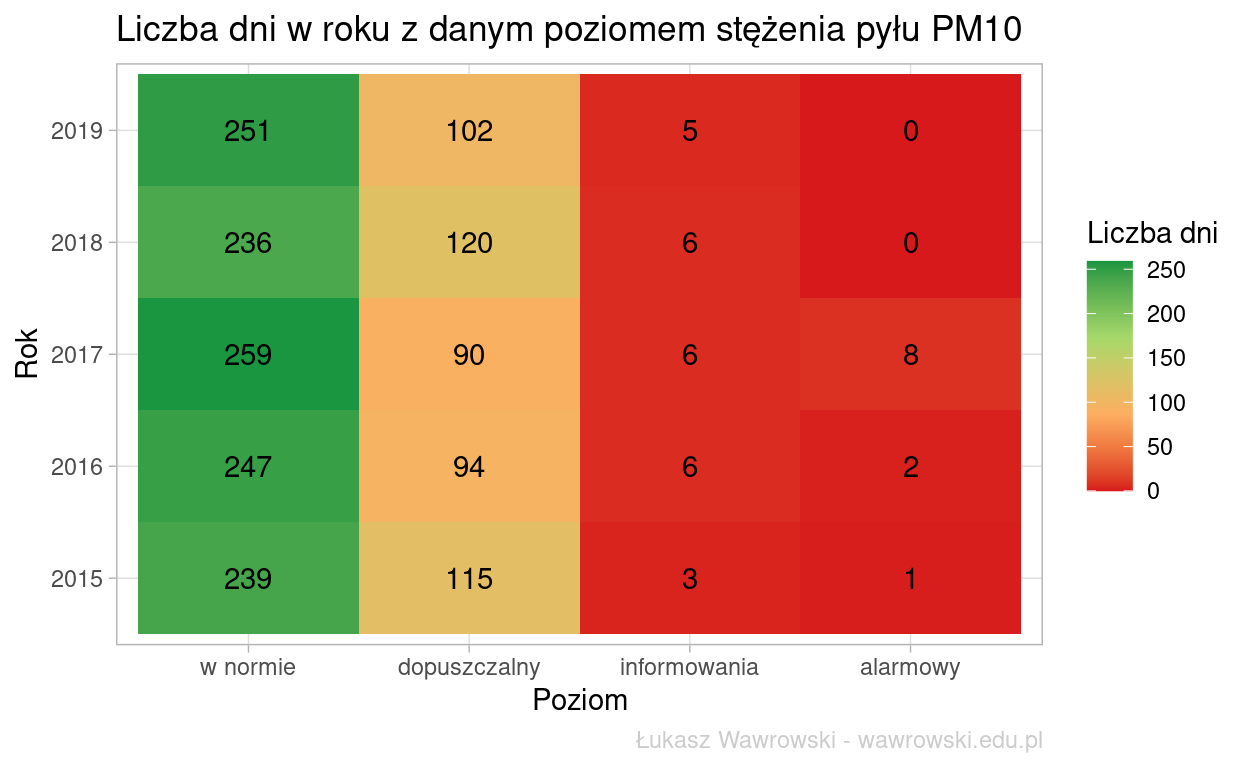 Liczba dni w roku z danym poziomem stężenia pyłu PM10
Rok
2019 251 102 5 0
2018 236 120 6 0
2017 259 90 6 8
2016 247 94 6 2
2015 239 115 3 1
w normie dopuszczalny informowania alarmowy
Poziom
Liczba dni
250
200
150
100
50
0
Łukasz Wawrowski - wawrowski.edu.pl